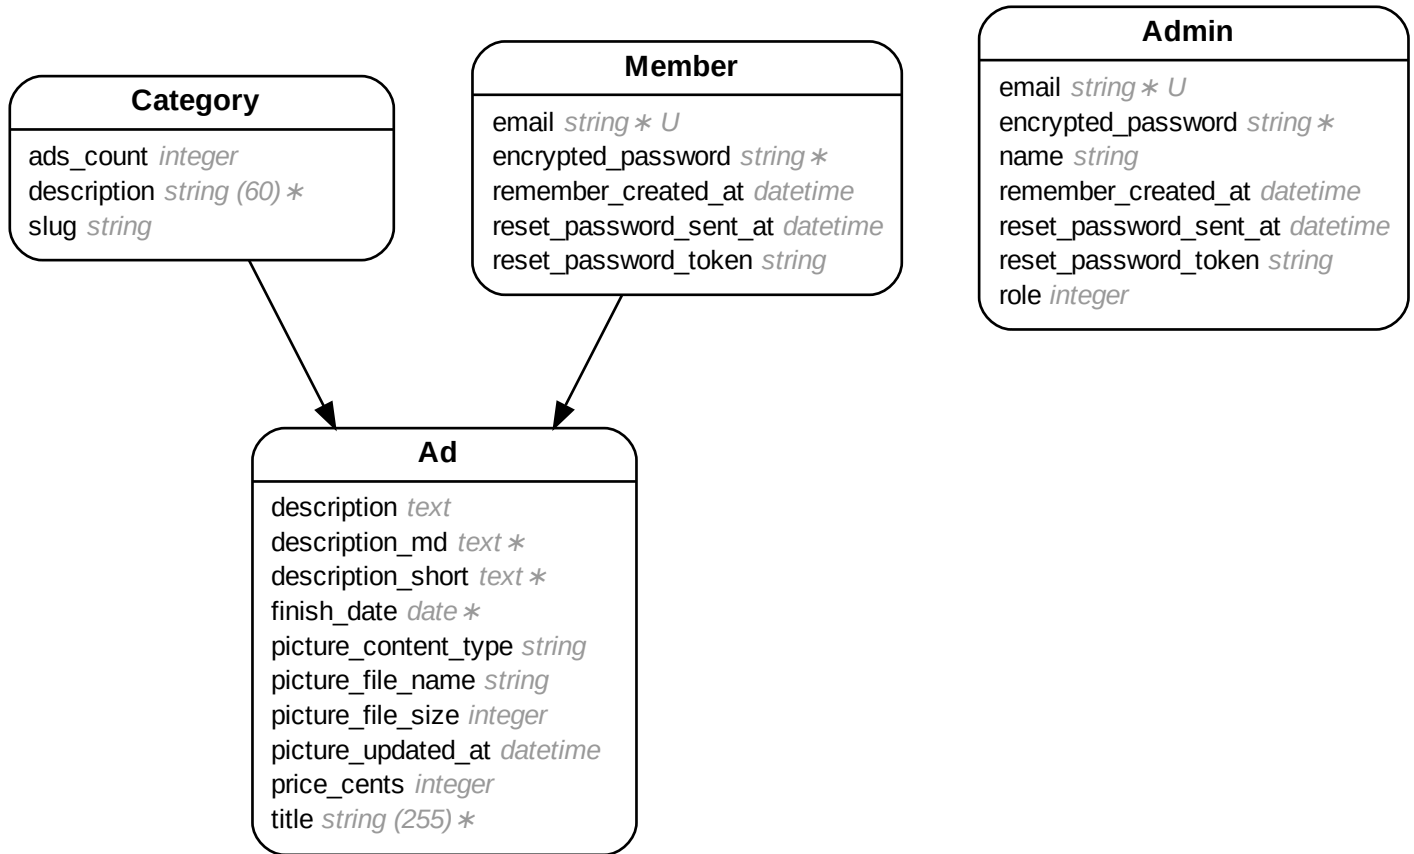 Category
ads_count integer
description string (60) ∗
slug string
Member
email string ∗ U
encrypted_password string ∗
remember_created_at datetime
reset_password_sent_at datetime
reset_password_token string
Admin
email string ∗ U
encrypted_password string ∗
name string
remember_created_at datetime
reset_password_sent_at datetime
reset_password_token string
role integer
Ad
description text
description_md text ∗
description_short text ∗
finish_date date ∗
picture_content_type string
picture_file_name string
picture_file_size integer
picture_updated_at datetime
price_cents integer
title string (255) ∗